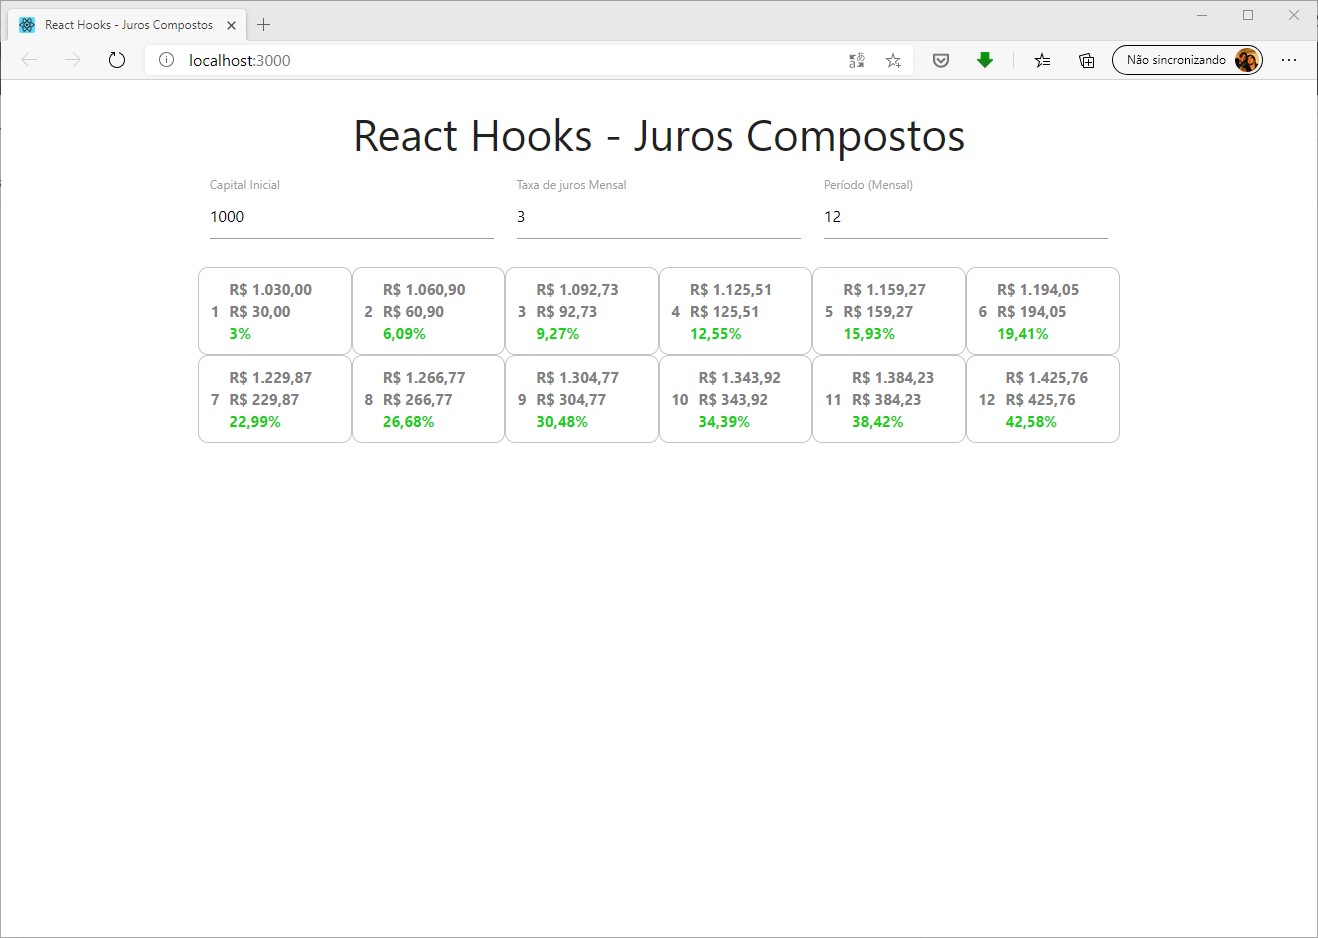 React Hooks - Juros Compostos
localhost:3000
Não sincronizando
React Hooks - Juros Compostos
Capital Inicial
1000
Taxa de juros Mensal
3
Período (Mensal)
12
1
R$ 1.030,00
R$ 30,00
3%
2
R$ 1.060,90
R$ 60,90
6,09%
3
R$ 1.092,73
R$ 92,73
9,27%
4
R$ 1.125,51
R$ 125,51
12,55%
5
R$ 1.159,27
R$ 159,27
15,93%
6
R$ 1.194,05
R$ 194,05
19,41%
7
R$ 1.229,87
R$ 229,87
22,99%
8
R$ 1.266,77
R$ 266,77
26,68%
9
R$ 1.304,77
R$ 304,77
30,48%
10
R$ 1.343,92
R$ 343,92
34,39%
11
R$ 1.384,23
R$ 384,23
38,42%
12
R$ 1.425,76
R$ 425,76
42,58%